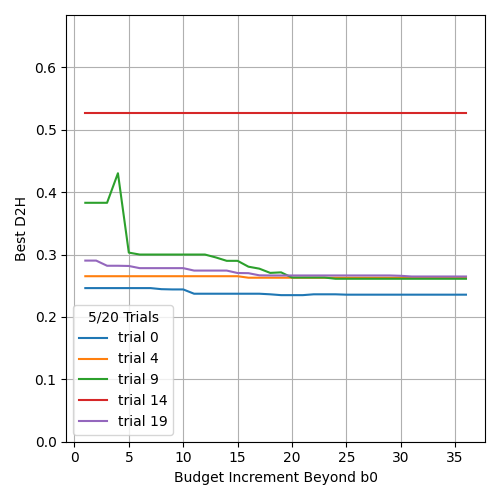 0.6
0.5
0.4
0.3
0.2
0.1
0.0
Best D2H
5/20 Trials
trial 0
trial 4
trial 9
trial 14
trial 19
0 5 10 15 20 25 30 35
Budget Increment Beyond b0